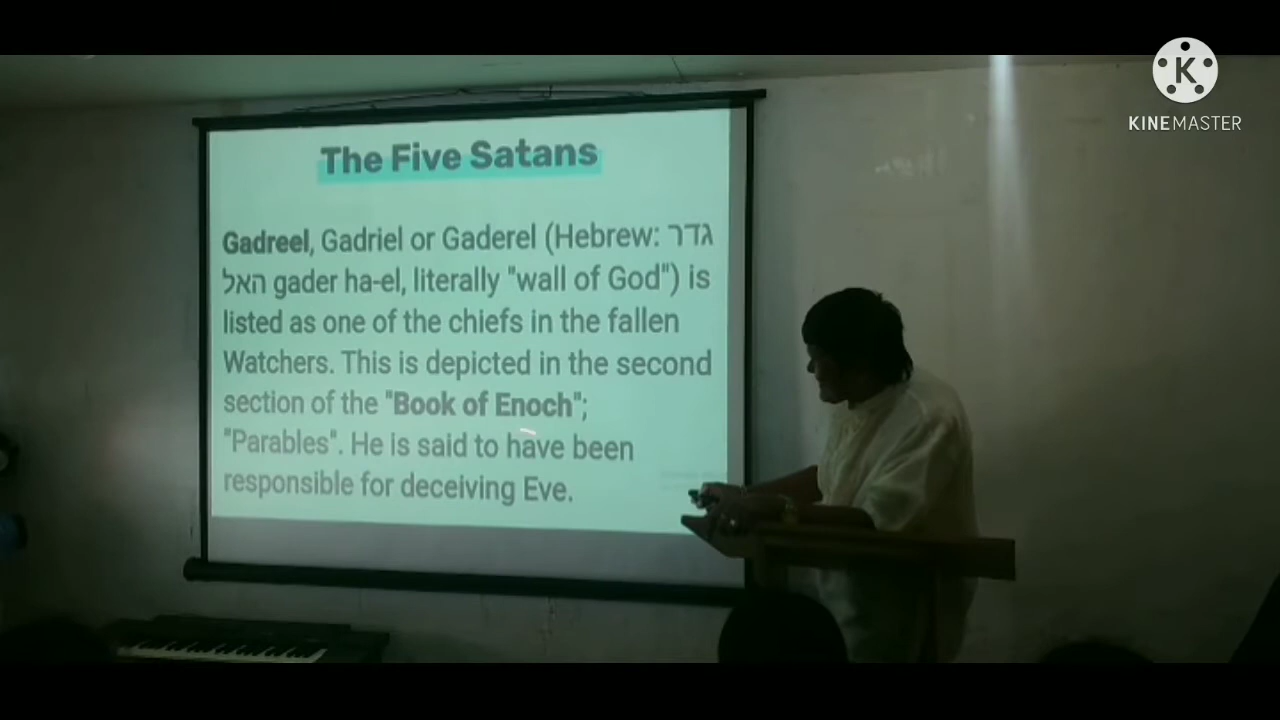 The Five Satans
Gadreel, Gadriel or Gaderel (Hebrew: גדר
האל gader ha-el, literally "wall of God") is
listed as one of the chiefs in the fallen
Watchers. This is depicted in the second
section of the "Book of Enoch";
"Parables". He is said to have been
responsible for deceiving Eve.
K
KINEMASTER